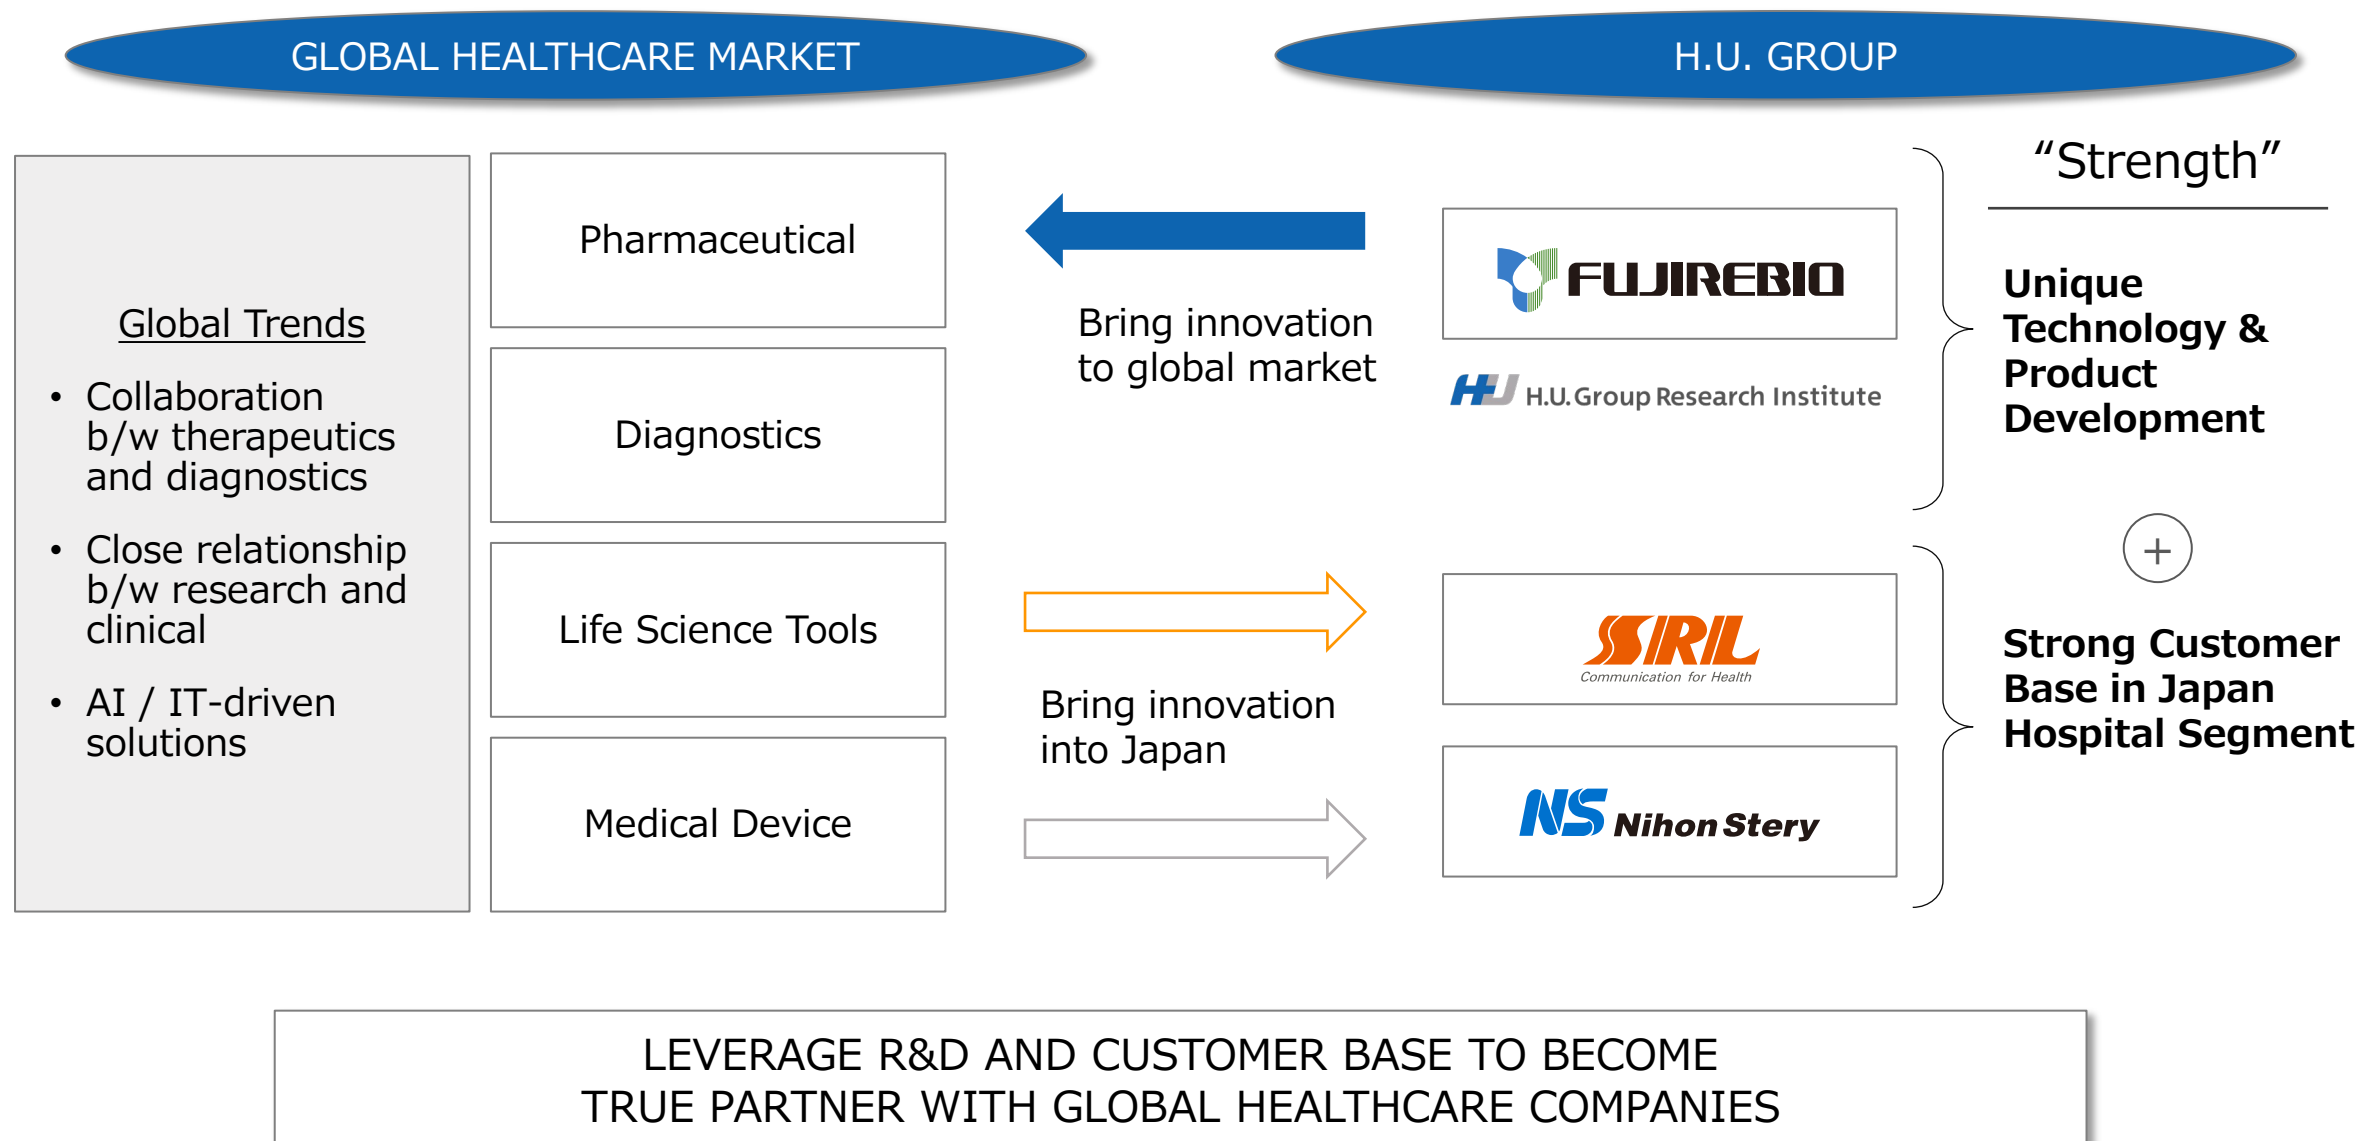 GLOBAL HEALTHCARE MARKET
H.U. GROUP
Global Trends
• Collaboration
b/w therapeutics
and diagnostics
• Close relationship
b/w research and
clinical
• AI / IT-driven
solutions
Pharmaceutical
Diagnostics
Life Science Tools
Medical Device
Bring innovation
to global market
Bring innovation
into Japan
FUJIREBIO
HU H.U. Group Research Institute
SRL
Communication for Health
NS Nihon Stery
“Strength”
Unique
Technology &
Product
Development
+
Strong Customer
Base in Japan
Hospital Segment
LEVERAGE R&D AND CUSTOMER BASE TO BECOME
TRUE PARTNER WITH GLOBAL HEALTHCARE COMPANIES